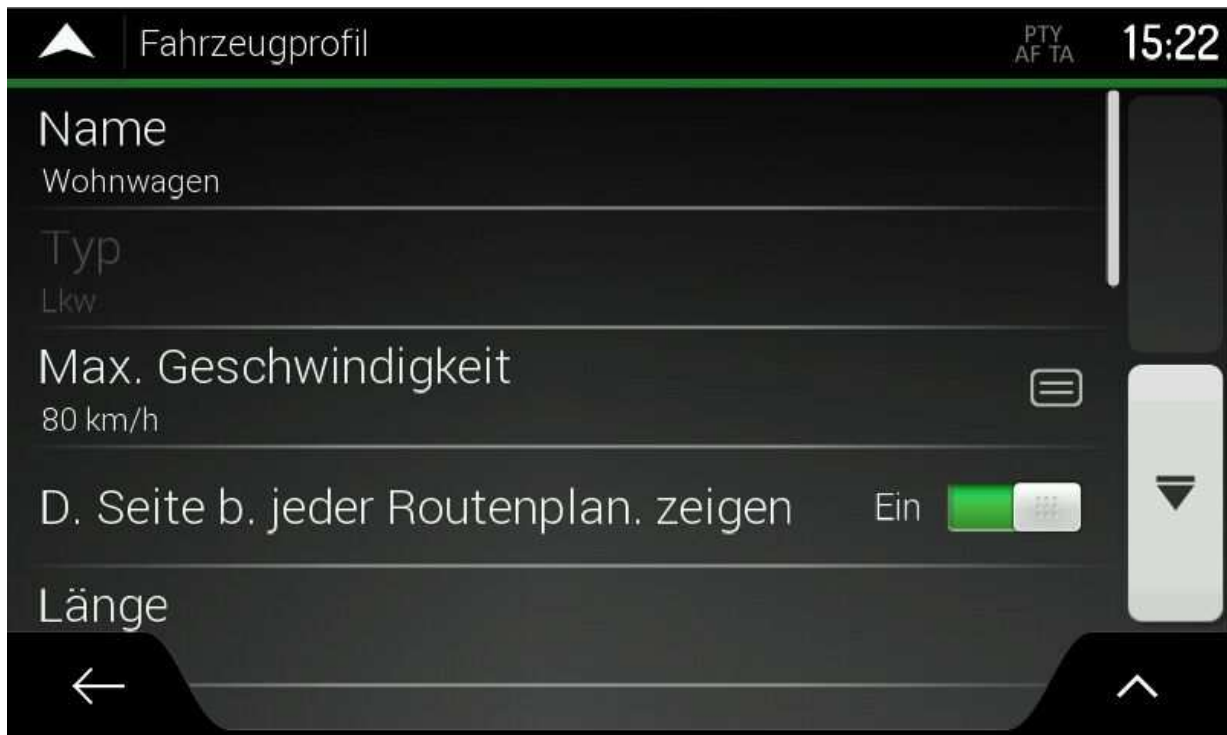 Fahrzeugprofil
PTY
AF TA
15:22
Name
Wohnwagen
Typ
Lkw
Max. Geschwindigkeit
80 km/h
D. Seite b. jeder Routenplan. zeigen
Ein
Länge